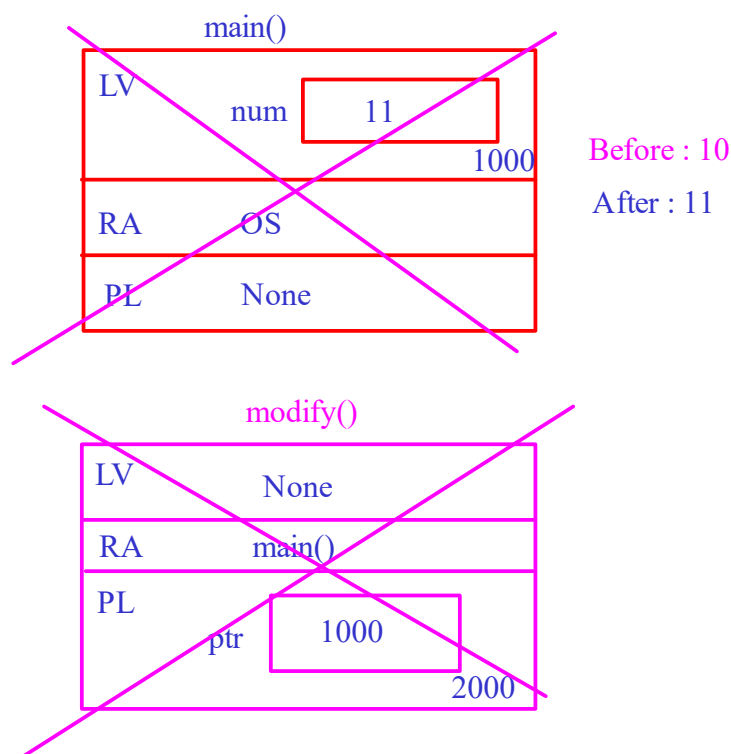 main()
LV
num 11
1000
Before : 10
After : 11
RA OS
PL None
modify()
LV None
RA main()
PL
ptr 1000
2000